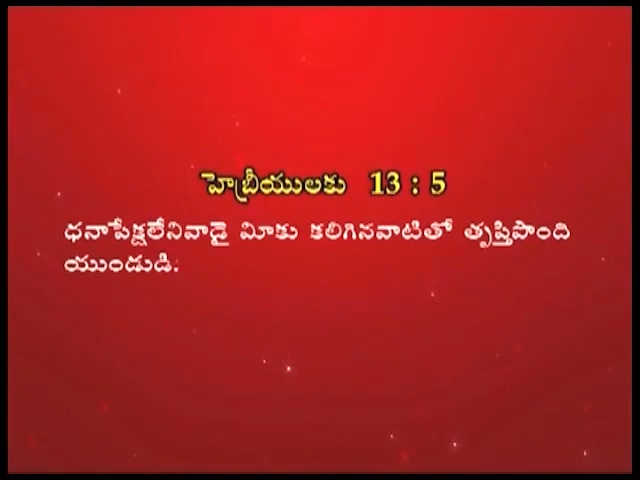 హెబ్రీయులకు 13 : 5
ధనాపేక్షలేనివాడై మీకు కలిగినవాటితో తృప్తిపొంది
యుండుడి.